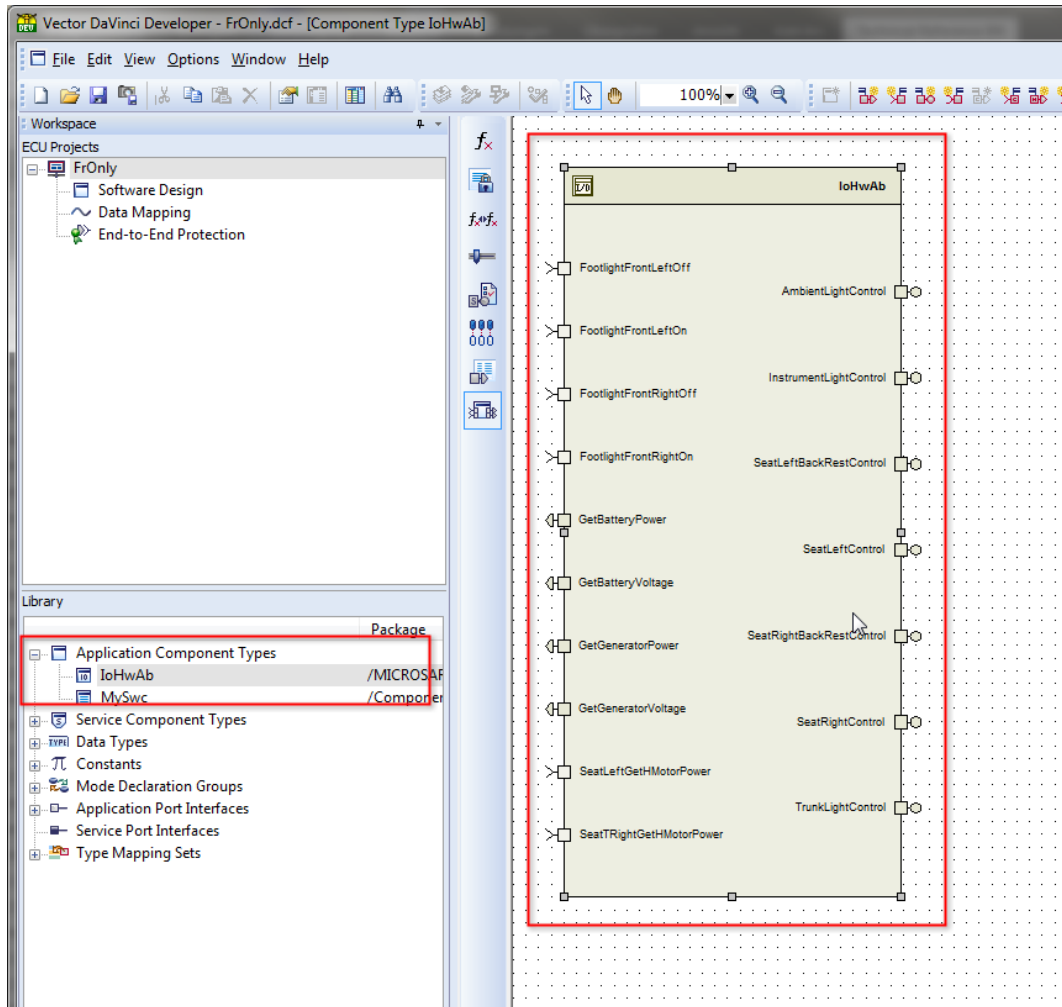 Vector DaVinci Developer - FrOnly.dcf - [Component Type IoHwAb]
File Edit View Options Window Help
100%
Workspace
ECU Projects
FrOnly
Software Design
Data Mapping
End-to-End Protection
Library
Package
Application Component Types
IoHwAb /MICROSAR
MySwc /Componen
Service Component Types
Data Types
Constants
Mode Declaration Groups
Application Port Interfaces
Service Port Interfaces
Type Mapping Sets
IoHwAb
FootlightFrontLeftOff
AmbientLightControl
FootlightFrontLeftOn
InstrumentLightControl
FootlightFrontRightOff
FootlightFrontRightOn
SeatLeftBackRestControl
GetBatteryPower
SeatLeftControl
GetBatteryVoltage
SeatRightBackRestControl
GetGeneratorPower
GetGeneratorVoltage
SeatRightControl
SeatLeftGetHMotorPower
TrunkLightControl
SeatTRightGetHMotorPower